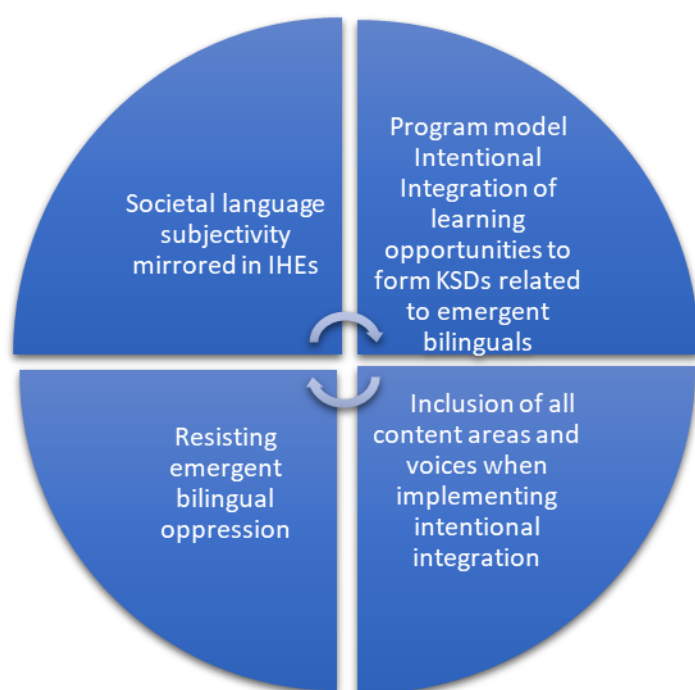 Societal language
subjectivity
mirrored in IHEs
Program model
Intentional
Integration of
learning
opportunities to
form KSDs related
to emergent
bilinguals
Resisting
emergent
bilingual
oppression
Inclusion of all
content areas and
voices when
implementing
intentional
integration